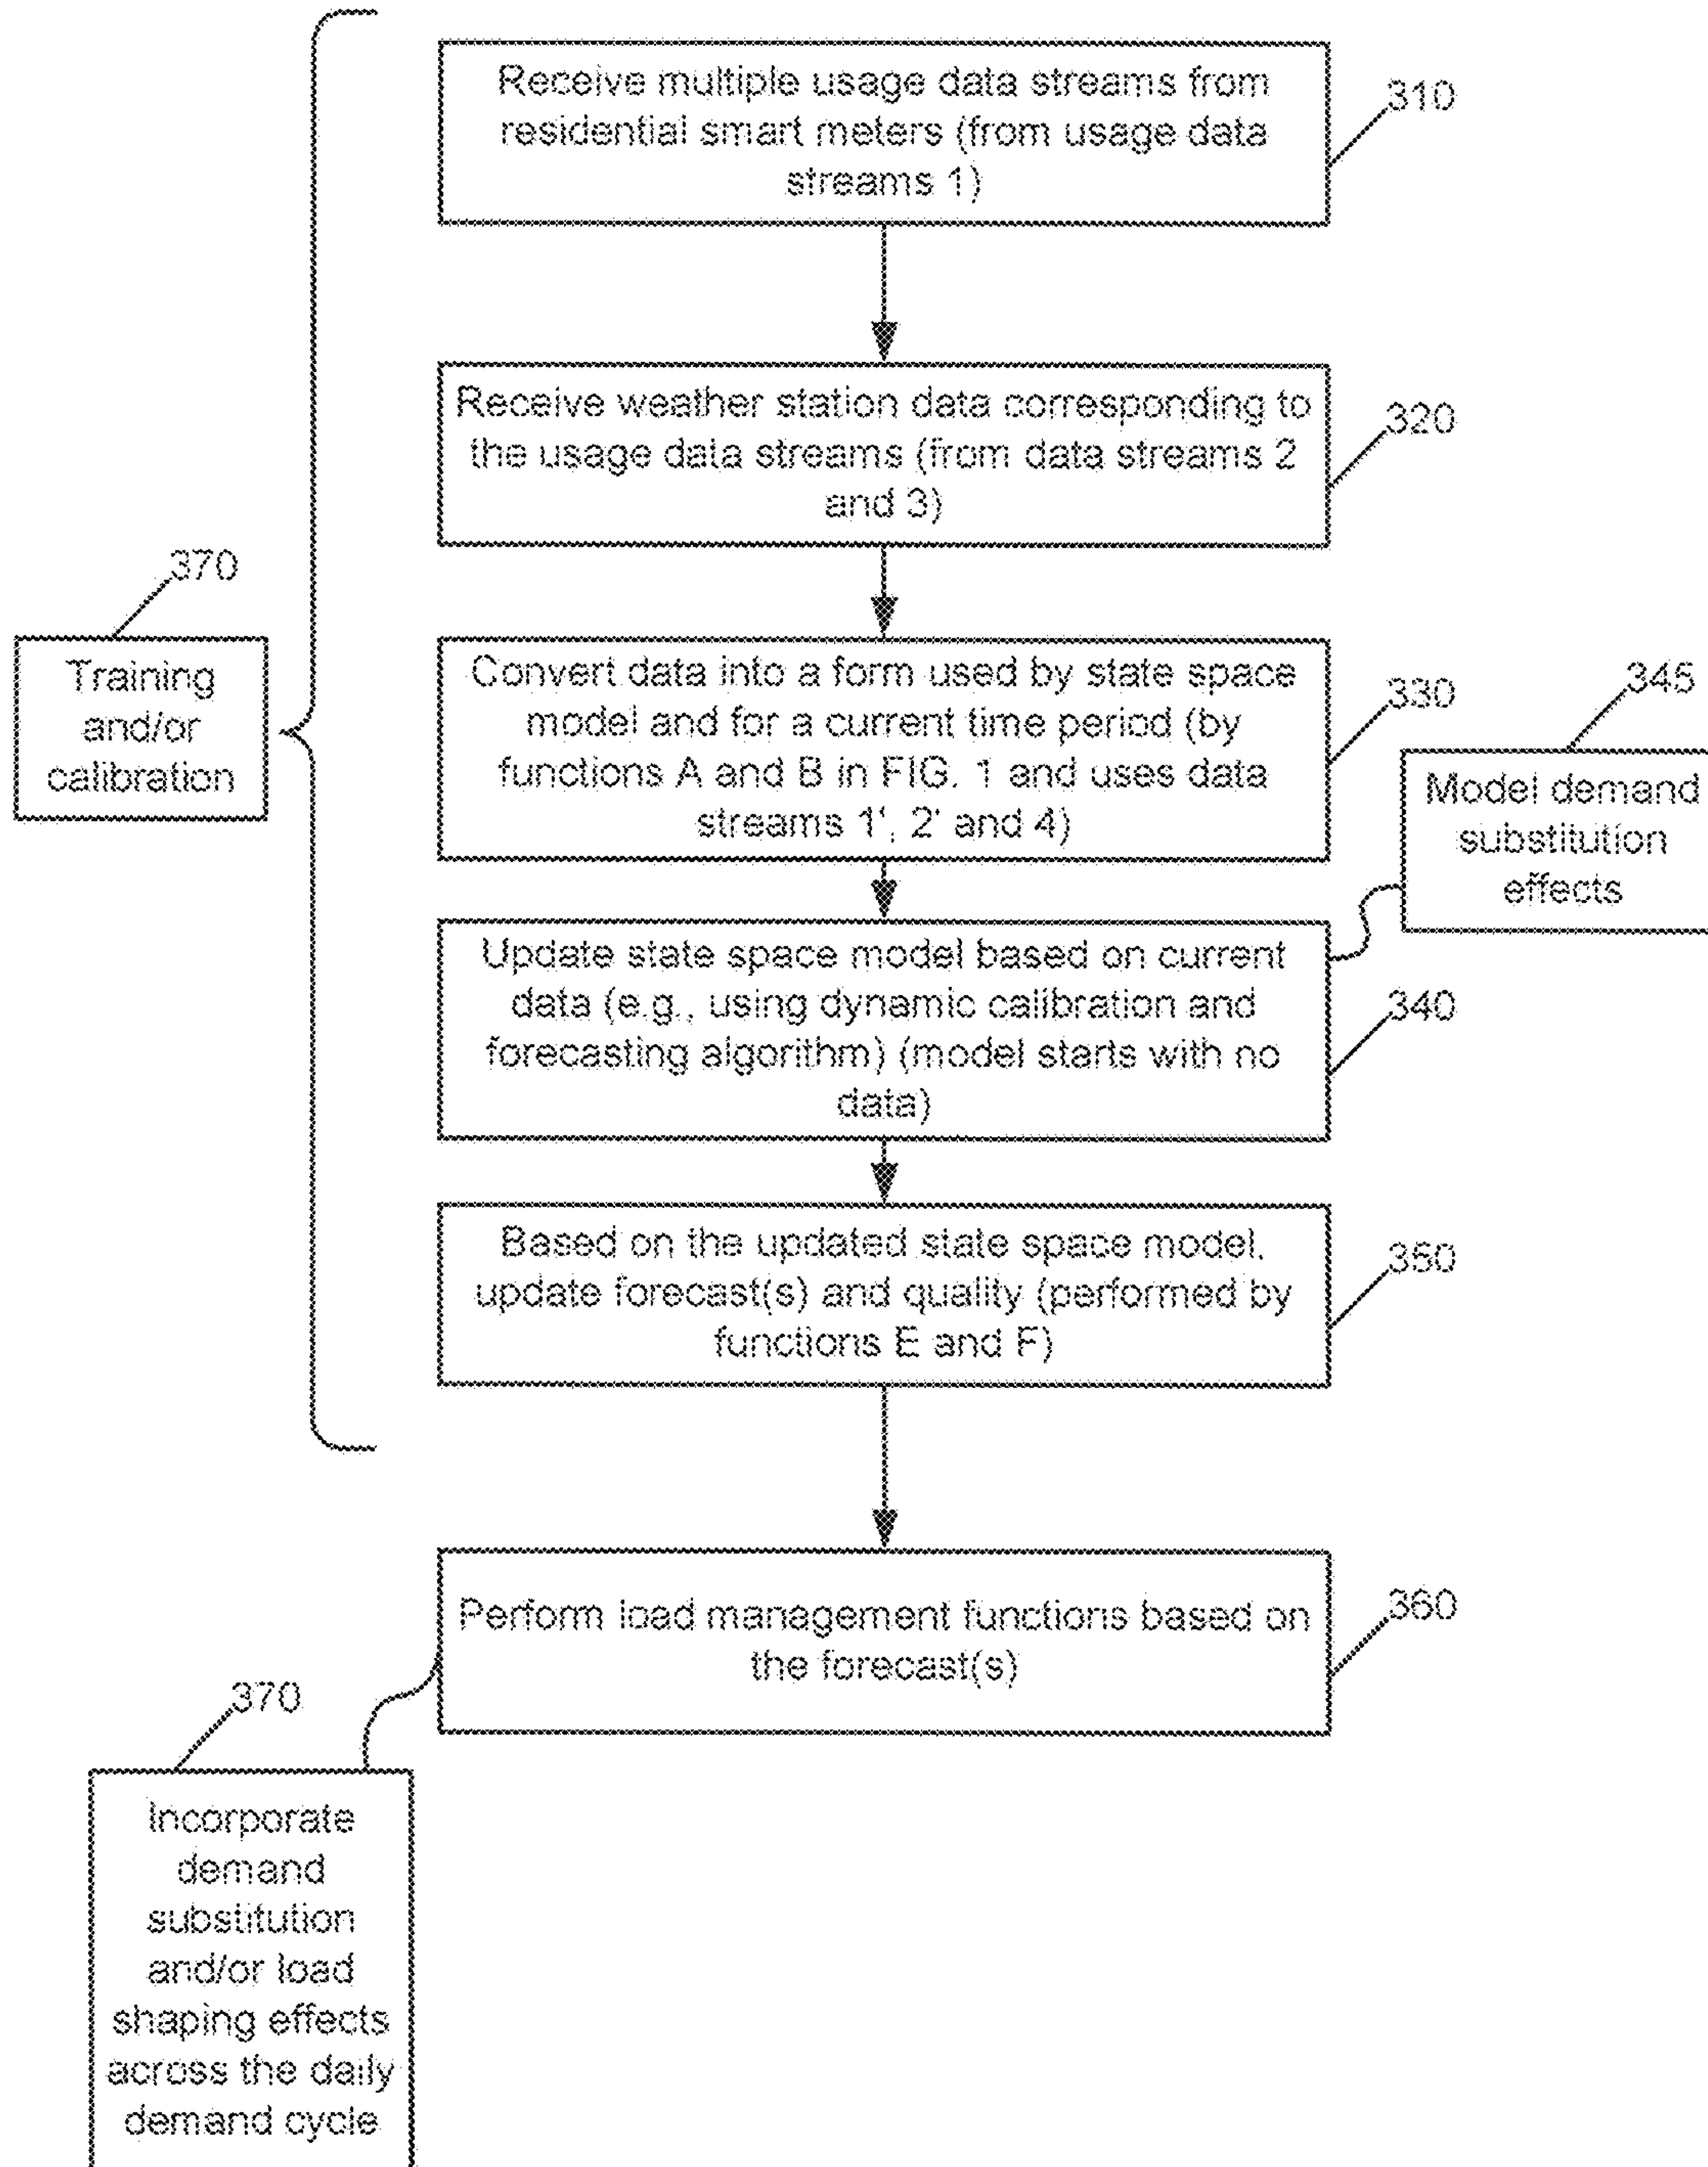 Receive multiple usage data streams from
residential smart meters (from usage data
streams 1)
310
Receive weather station data corresponding to
the usage data streams (from data streams 2
and 3)
320
370
Training
and/or
calibration
Convert data into a form used by state space
model and for a current time period (by
functions A and B in FIG. 1 and uses data
streams 1', 2' and 4)
330
345
Model demand
substitution
effects
Update state space model based on current
data (e.g., using dynamic calibration and
forecasting algorithm) (model starts with no
data)
340
Based on the updated state space model,
update forecast(s) and quality (performed by
functions E and F)
350
Perform load management functions based on
the forecast(s)
360
370
Incorporate
demand
substitution
and/or load
shaping effects
across the daily
demand cycle